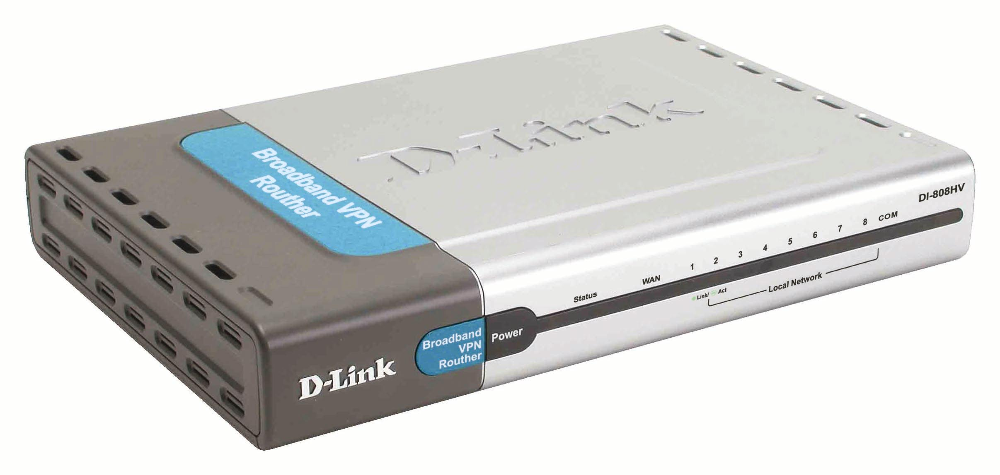 D-Link
Broadband VPN
Routher
DI-808HV
Status WAN 1 2 3 4 5 6 7 8 COM
Link/ Act
Local Network
Broadband
VPN
Routher
Power
D-Link